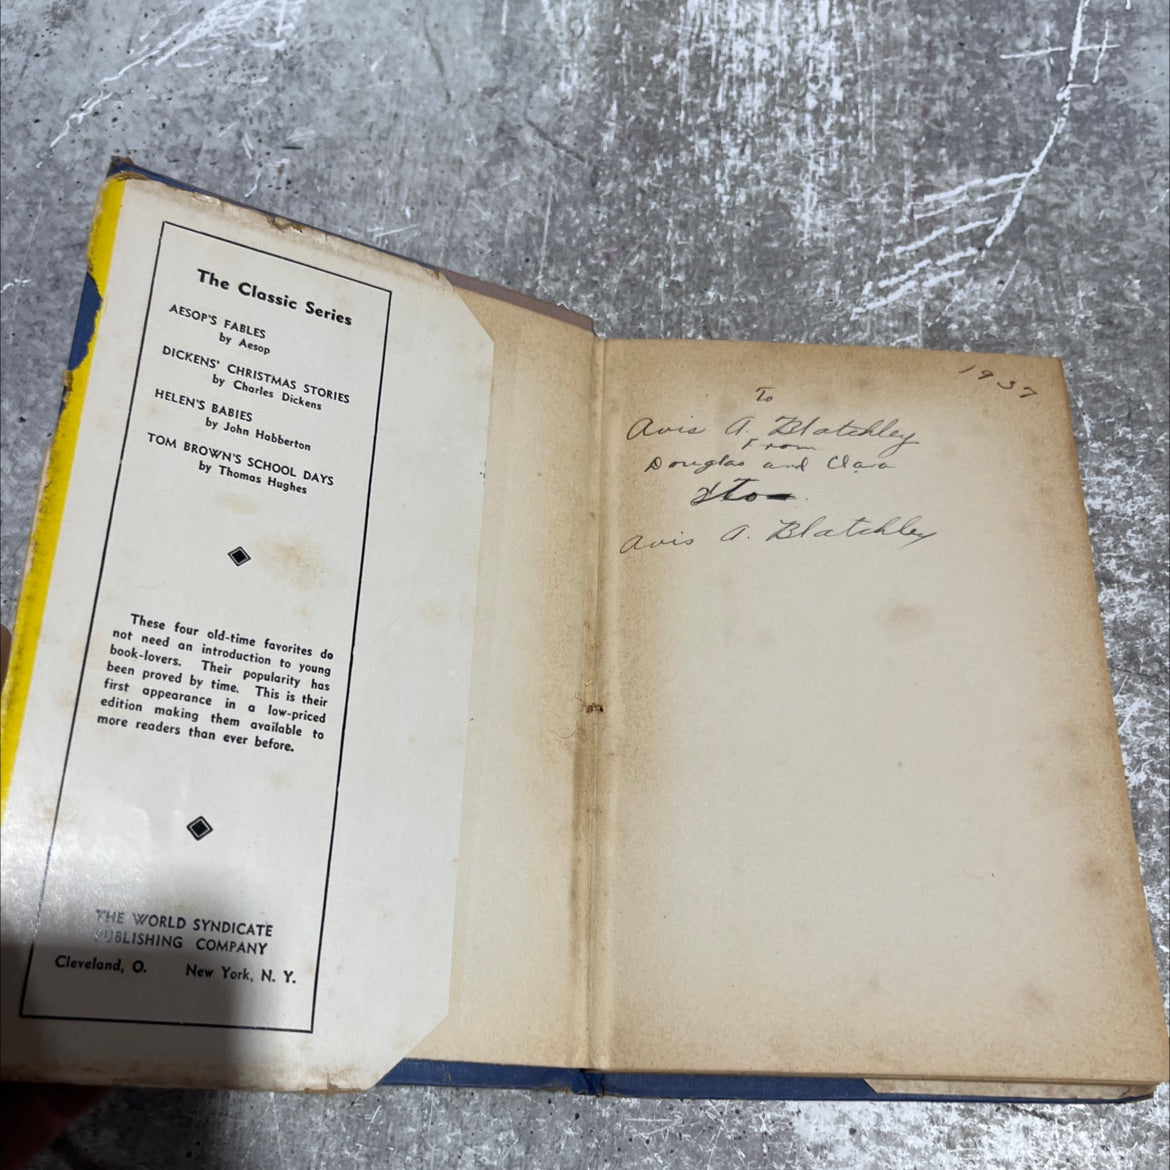 The Classic Series
AESOP'S FABLES
by Aesop
DICKENS' CHRISTMAS STORIES
by Charles Dickens
HELEN'S BABIES
by John Habberton
TOM BROWN'S SCHOOL DAYS
by Thomas Hughes
These four old-time favorites do
not need an introduction to young
book-lovers. Their popularity has
been proved by time. This is their
first appearance in a low-priced
edition making them available to
more readers than ever before.
THE WORLD SYNDICATE
PUBLISHING COMPANY
Cleveland, O. New York, N. Y.
1937
To
Avis A. Blatchley
From
Douglas and Clara
Avis A. Blatchley